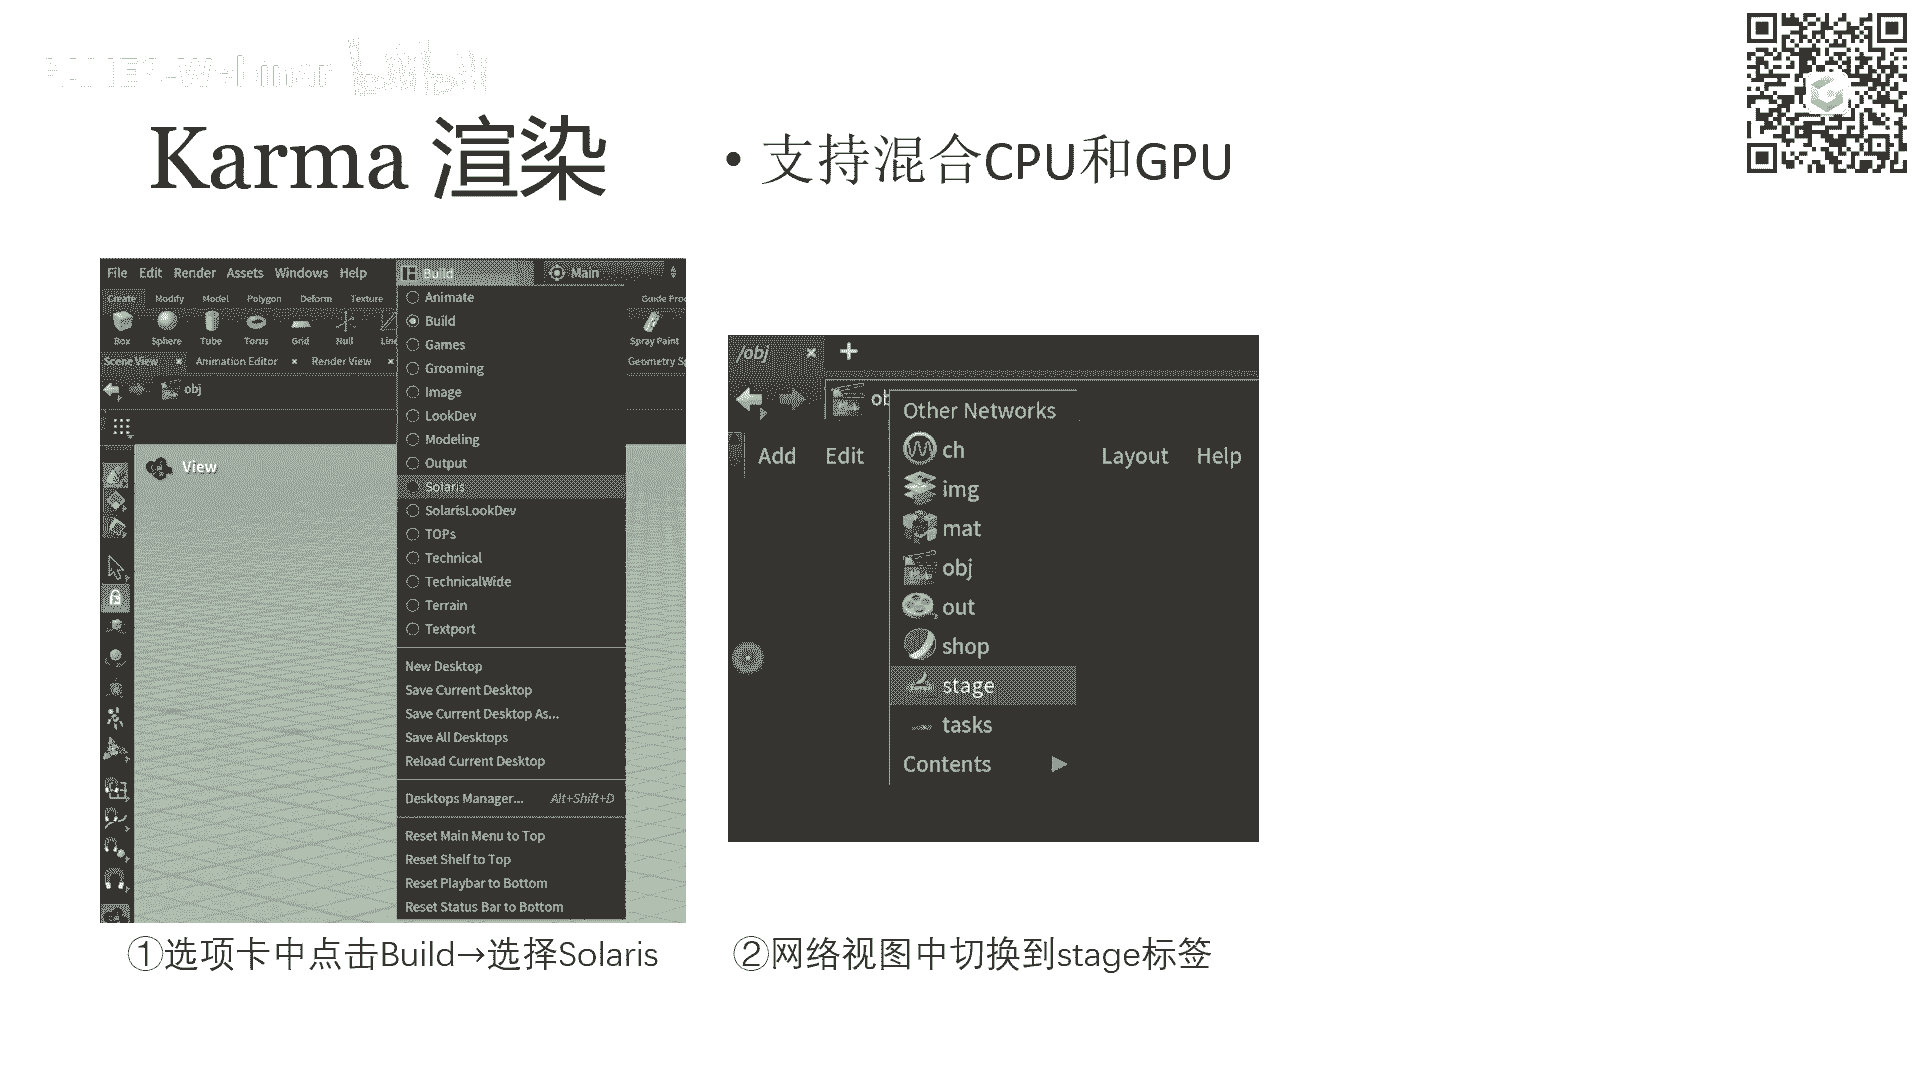 Karma 渲染
• 支持混合CPU和GPU
File Edit Render Assets Windows Help
Build
Main
Create Modify Model Polygon Deform Texture
Box Sphere Tube Torus Grid Null
Spray Paint
Scene View
Animation Editor
Render View
obj
View
Animate
Build
Games
Grooming
Image
LookDev
Modeling
Output
Solaris
SolarisLookDev
TOPs
Technical
TechnicalWide
Terrain
Textport
New Desktop
Save Current Desktop
Save Current Desktop As...
Save All Desktops
Reload Current Desktop
Desktops Manager... Alt+Shift+D
Reset Main Menu to Top
Reset Shelf to Top
Reset Playbar to Bottom
Reset Status Bar to Bottom
①选项卡中点击Build→选择Solaris
/obj
Add Edit
Layout Help
Other Networks
ch
img
mat
obj
out
shop
stage
tasks
Contents
②网络视图中切换到stage标签